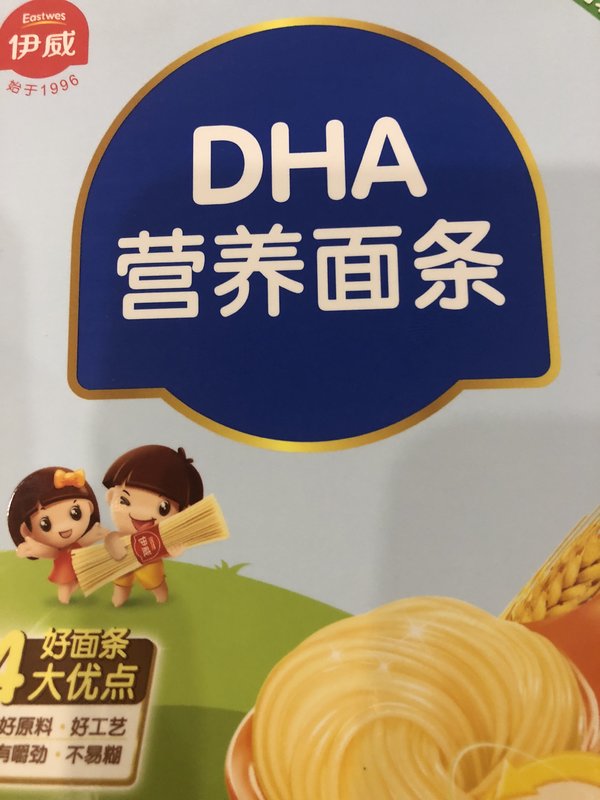 Eastwes
伊威
始于1996
DHA
营养面条
伊威
4
好面条
大优点
好原料·好工艺
有嚼劲·不易糊